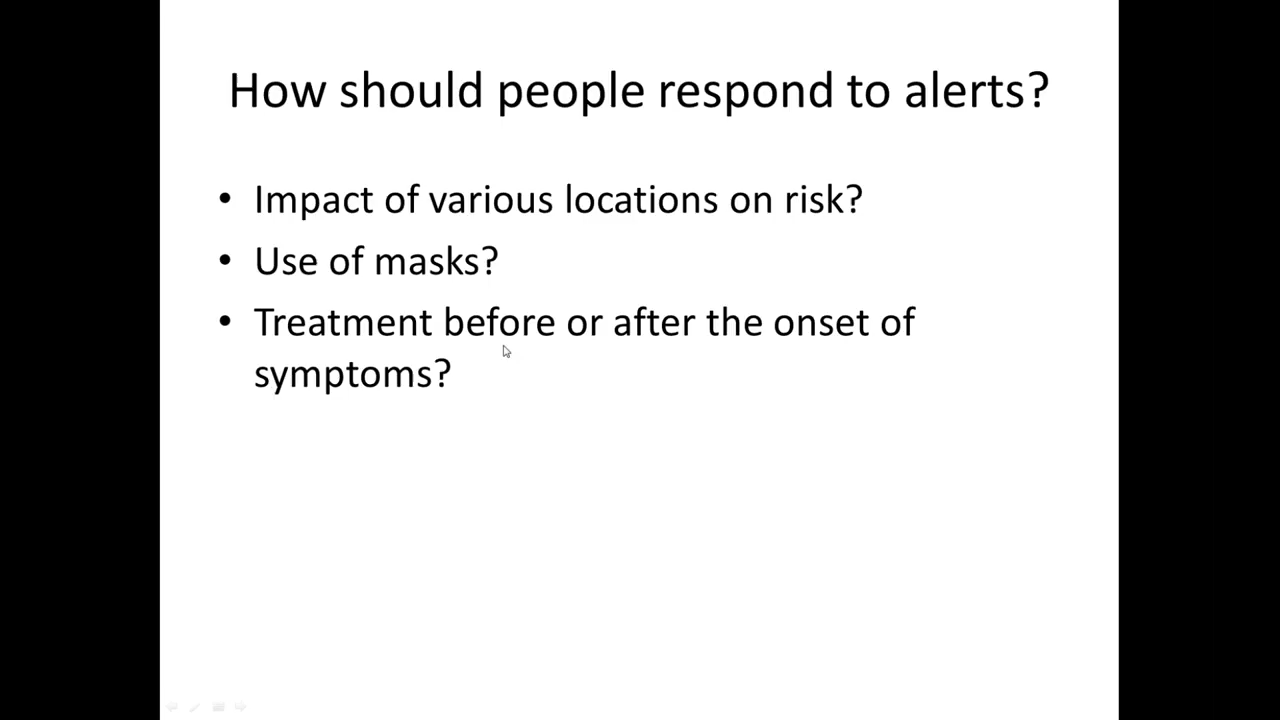 How should people respond to alerts?
• Impact of various locations on risk?
• Use of masks?
• Treatment before or after the onset of
symptoms?